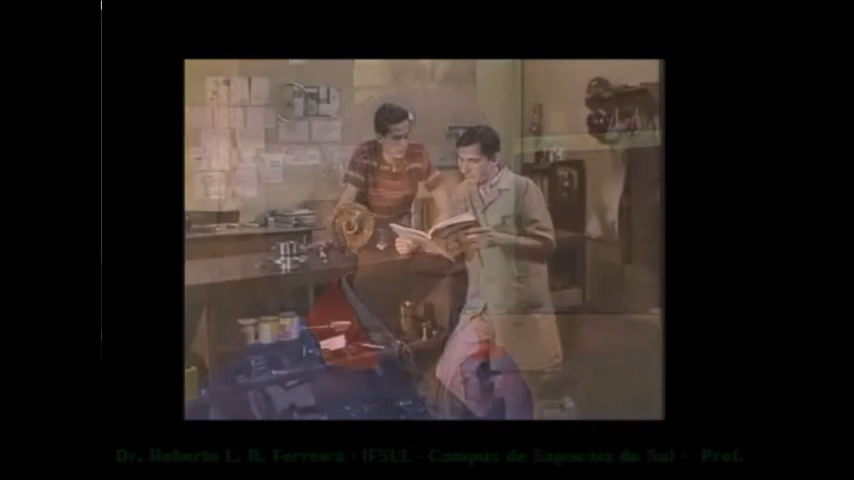 Dr. Roberto L. R. Ferreira - IFSUL - Campus de Sapucaia do Sul - Prof.